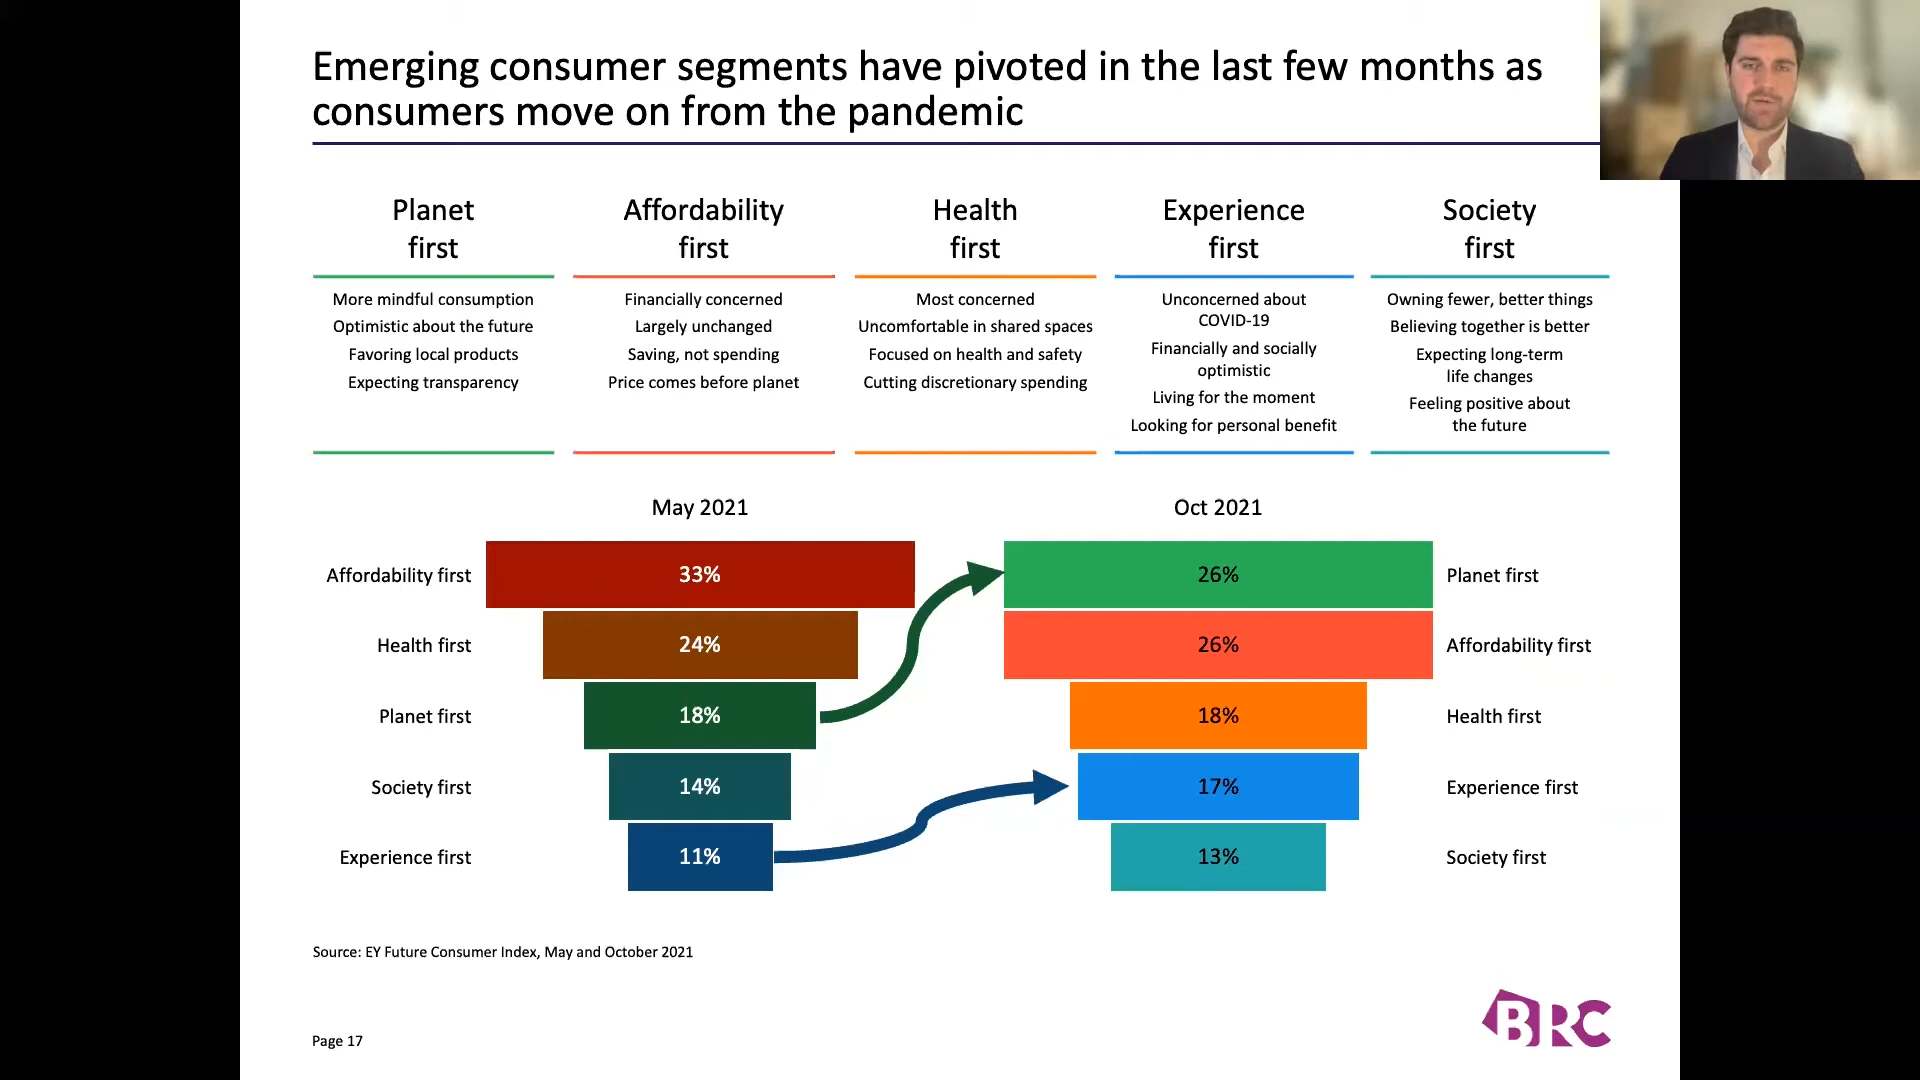 Emerging consumer segments have pivoted in the last few months as
consumers move on from the pandemic
Planet
first
More mindful consumption
Optimistic about the future
Favoring local products
Expecting transparency
Affordability
first
Financially concerned
Largely unchanged
Saving, not spending
Price comes before planet
Health
first
Most concerned
Uncomfortable in shared spaces
Focused on health and safety
Cutting discretionary spending
Experience
first
Unconcerned about
COVID-19
Financially and socially
optimistic
Living for the moment
Looking for personal benefit
Society
first
Owning fewer, better things
Believing together is better
Expecting long-term
life changes
Feeling positive about
the future
May 2021
Affordability first 33%
Health first 24%
Planet first 18%
Society first 14%
Experience first 11%
Oct 2021
26% Planet first
26% Affordability first
18% Health first
17% Experience first
13% Society first
Source: EY Future Consumer Index, May and October 2021
Page 17
BRC